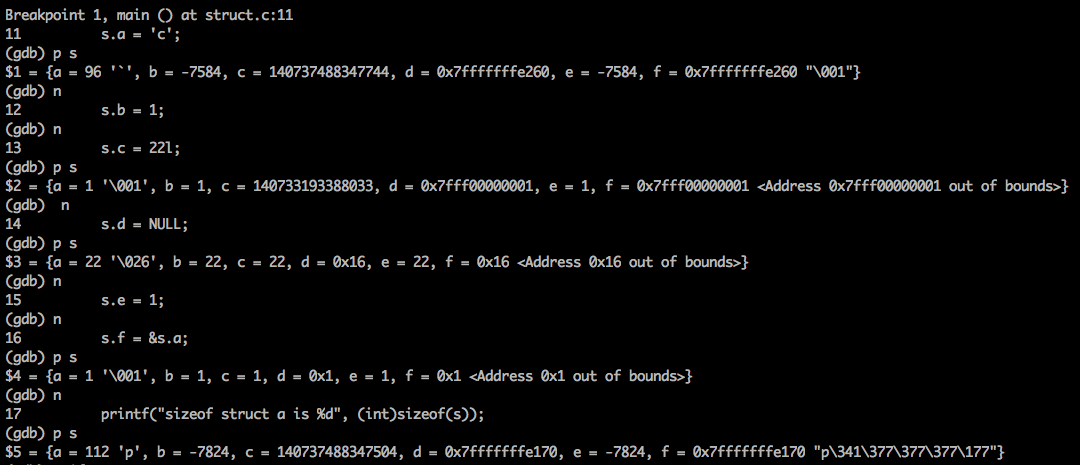 Breakpoint 1, main () at struct.c:11
11        s.a = 'c';
(gdb) p s
$1 = {a = 96 '`', b = -7584, c = 140737488347744, d = 0x7fffffffe260, e = -7584, f = 0x7fffffffe260 "\001"}
(gdb) n
12        s.b = 1;
(gdb) n
13        s.c = 22l;
(gdb) p s
$2 = {a = 1 '\001', b = 1, c = 140733193388033, d = 0x7fff00000001, e = 1, f = 0x7fff00000001 <Address 0x7fff00000001 out of bounds>}
(gdb)  n
14        s.d = NULL;
(gdb) p s
$3 = {a = 22 '\026', b = 22, c = 22, d = 0x16, e = 22, f = 0x16 <Address 0x16 out of bounds>}
(gdb) n
15        s.e = 1;
(gdb) n
16        s.f = &s.a;
(gdb) p s
$4 = {a = 1 '\001', b = 1, c = 1, d = 0x1, e = 1, f = 0x1 <Address 0x1 out of bounds>}
(gdb) n
17        printf("sizeof struct a is %d", (int)sizeof(s));
(gdb) p s
$5 = {a = 112 'p', b = -7824, c = 140737488347504, d = 0x7fffffffe170, e = -7824, f = 0x7fffffffe170 "p\341\377\377\377\177"}